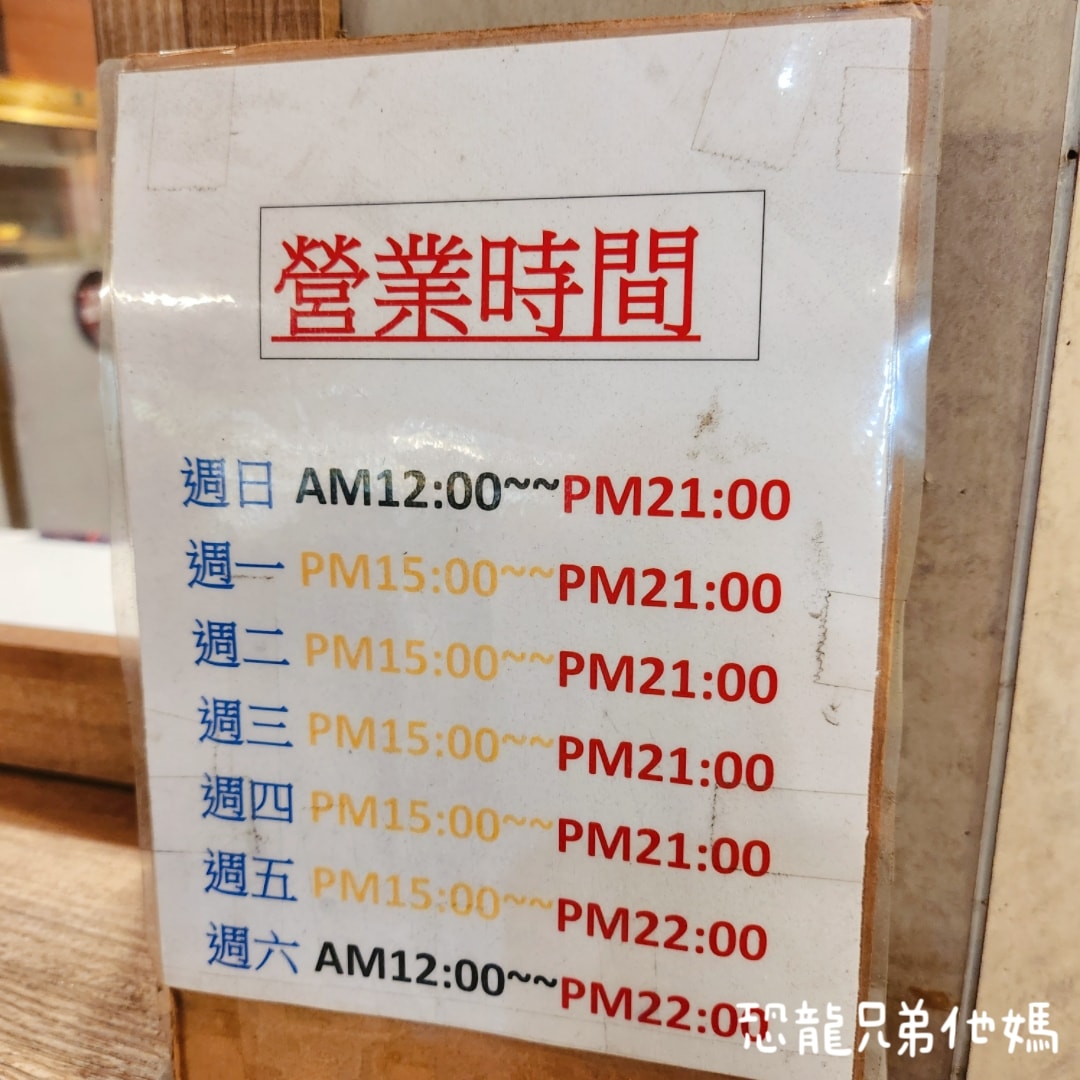 營業時間
週日 AM12:00~~PM21:00
週一 PM15:00~~PM21:00
週二 PM15:00~~PM21:00
週三 PM15:00~~PM21:00
週四 PM15:00~~PM21:00
週五 PM15:00~~PM22:00
週六 AM12:00~~PM22:00
恐龍兄弟他媽